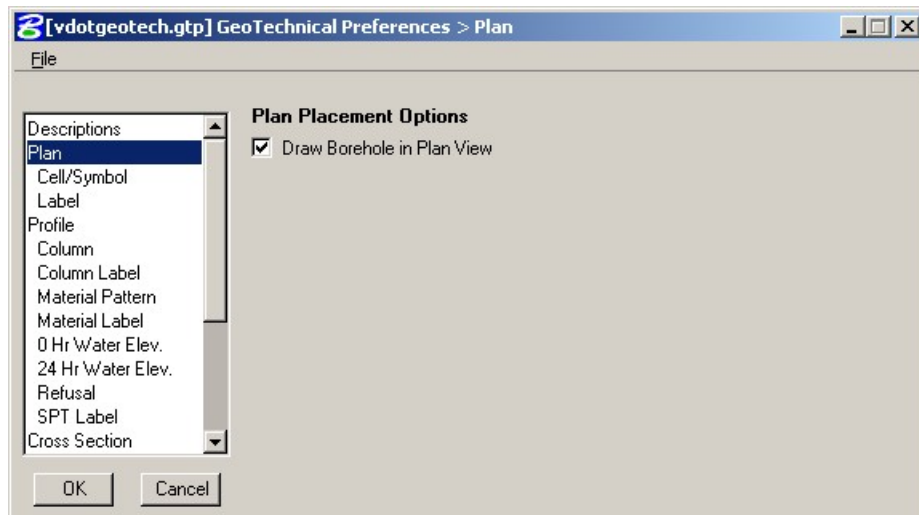 [vdotgeotech.gtp] GeoTechnical Preferences > Plan
File
Descriptions
Plan
Cell/Symbol
Label
Profile
Column
Column Label
Material Pattern
Material Label
0 Hr Water Elev.
24 Hr Water Elev.
Refusal
SPT Label
Cross Section
Plan Placement Options
Draw Borehole in Plan View
OK Cancel